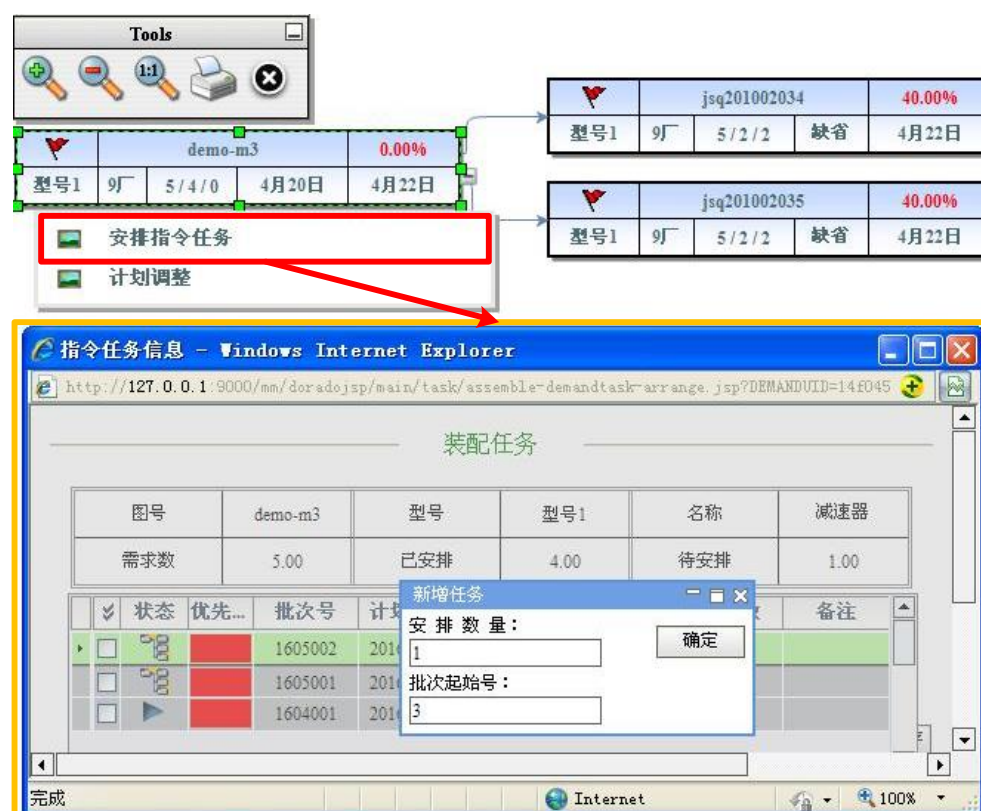 Tools
1:1
jsq201002034 40.00%
型号1 9厂 5/2/2 缺省 4月22日
demo-m3 0.00%
型号1 9厂 5/4/0 4月20日 4月22日
jsq201002035 40.00%
型号1 9厂 5/2/2 缺省 4月22日
安排指令任务
计划调整
指令任务信息 - Windows Internet Explorer
http://127.0.0.1:9000/mm/doradojsp/main/task/assemble-demandtask-arrange.jsp?DEMANDUID=14f045
装配任务
图号 demo-m3 型号 型号1 名称 减速器
需求数 5.00 已安排 4.00 待安排 1.00
状态 优先... 批次号 计划 备注
1605002 201
1605001 201
1604001 201
新增任务
安排数量：
1
确定
批次起始号：
3
完成 Internet 100%